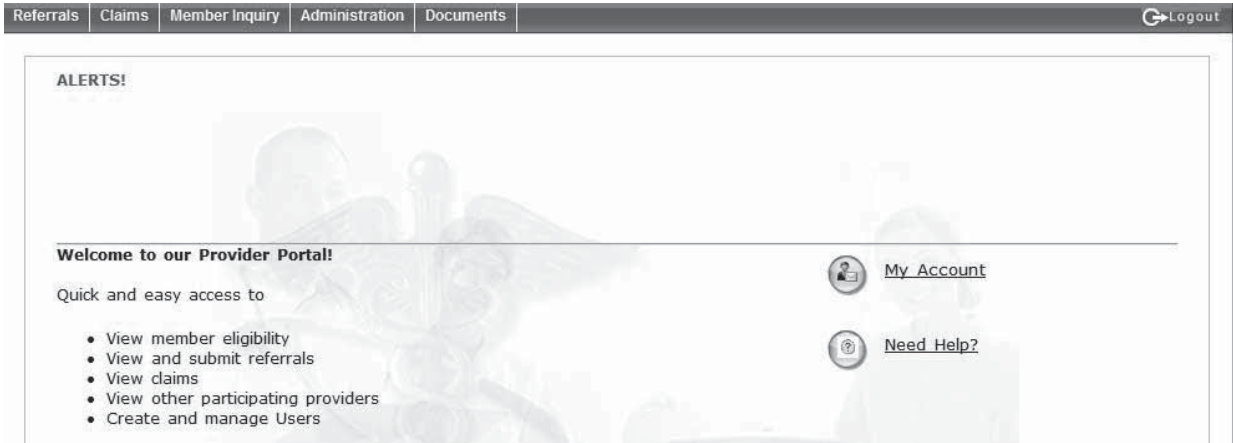 Referrals Claims Member Inquiry Administration Documents Logout
ALERTS!
Welcome to our Provider Portal!
My Account
Quick and easy access to
• View member eligibility
Need Help?
• View and submit referrals
• View claims
• View other participating providers
• Create and manage Users